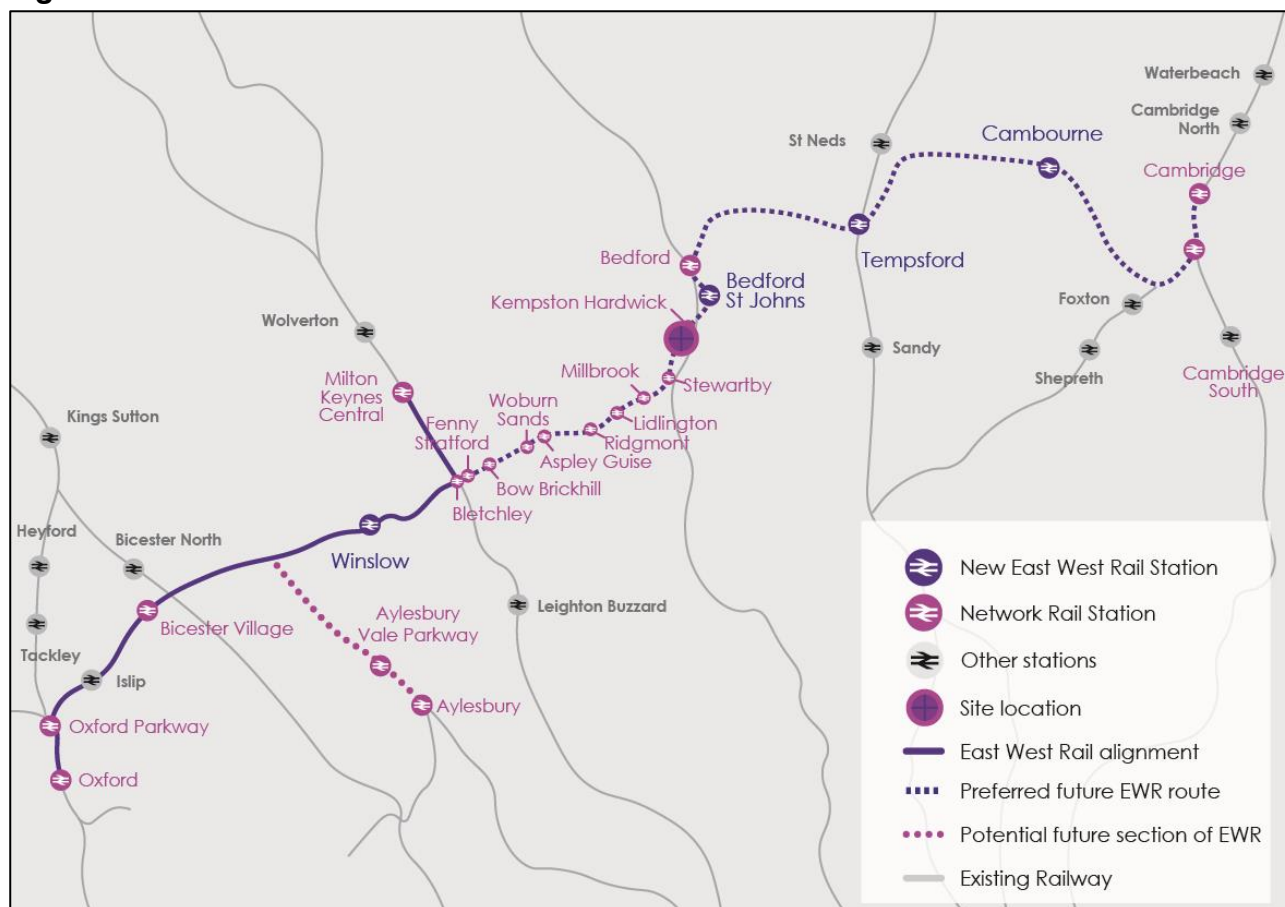 Waterbeach
Cambridge
North
St Neds
Cambourne
Cambridge
Bedford
Tempsford
Bedford
St Johns
Kempston Hardwick
Foxton
Wolverton
Sandy
Shepreth
Cambridge
South
Millbrook
Stewartby
Milton
Keynes
Central
Woburn
Sands
Lidlington
Kings Sutton
Fenny
Stratford
Ridgmont
Aspley Guise
Bow Brickhill
Bletchley
Heyford
Bicester North
Winslow
Leighton Buzzard
Bicester Village
Aylesbury
Vale Parkway
Tackley
Islip
Aylesbury
Oxford Parkway
Oxford
New East West Rail Station
Network Rail Station
Other stations
Site location
East West Rail alignment
Preferred future EWR route
Potential future section of EWR
Existing Railway